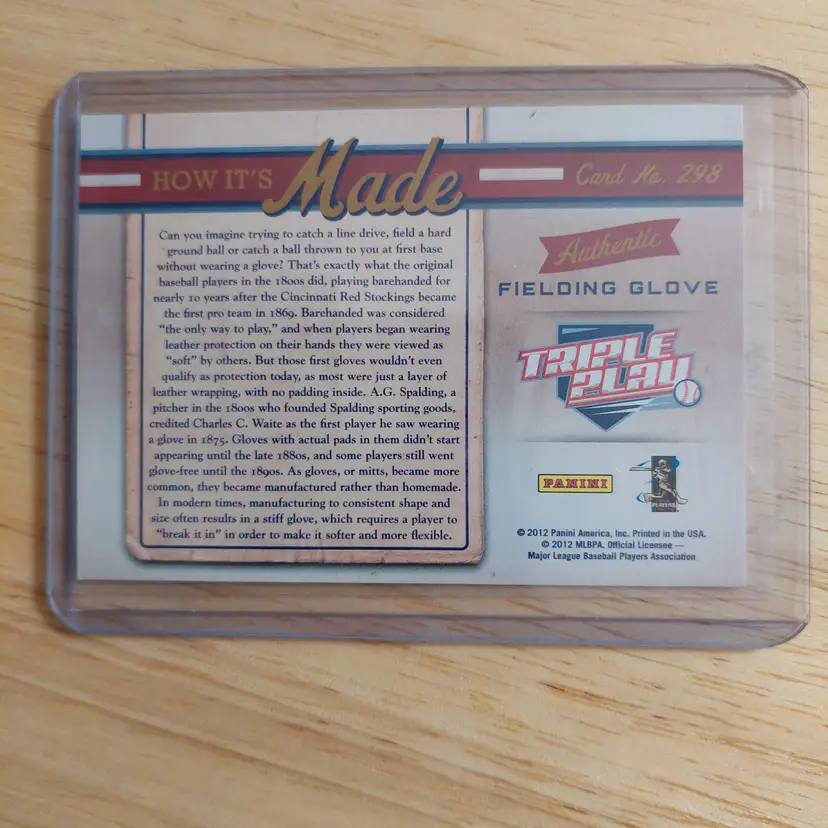 HOW IT'S Made
Card No. 298
Can you imagine trying to catch a line drive, field a hard
ground ball or catch a ball thrown to you at first base
without wearing a glove? That's exactly what the original
baseball players in the 1800s did, playing barehanded for
nearly 10 years after the Cincinnati Red Stockings became
the first pro team in 1869. Barehanded was considered
"the only way to play," and when players began wearing
leather protection on their hands they were viewed as
"soft" by others. But those first gloves wouldn't even
qualify as protection today, as most were just a layer of
leather wrapping, with no padding inside. A.G. Spalding, a
pitcher in the 1800s who founded Spalding sporting goods,
credited Charles C. Waite as the first player he saw wearing
a glove in 1875. Gloves with actual pads in them didn't start
appearing until the late 1880s, and some players still went
glove-free until the 1890s. As gloves, or mitts, became more
common, they became manufactured rather than homemade.
In modern times, manufacturing to consistent shape and
size often results in a stiff glove, which requires a player to
"break it in" in order to make it softer and more flexible.
Authentic
FIELDING GLOVE
TRIPLE
PLAY
PANINI
PLAYERS
© 2012 Panini America, Inc. Printed in the USA.
© 2012 MLBPA. Official Licensee —
Major League Baseball Players Association